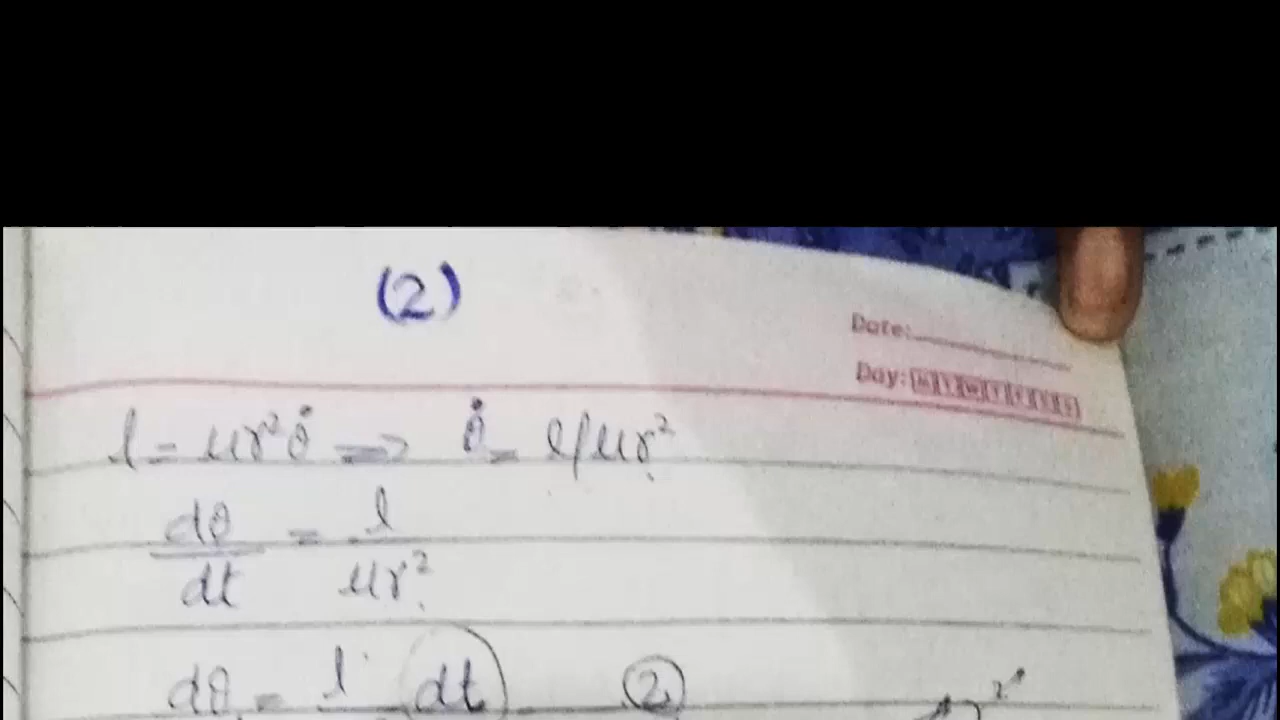 (2)
Date:
Day: M T W T F S S
l = μr²θ̇ => θ̇ = l/μr²
dθ/dt = l/μr²
dθ = l dt ②